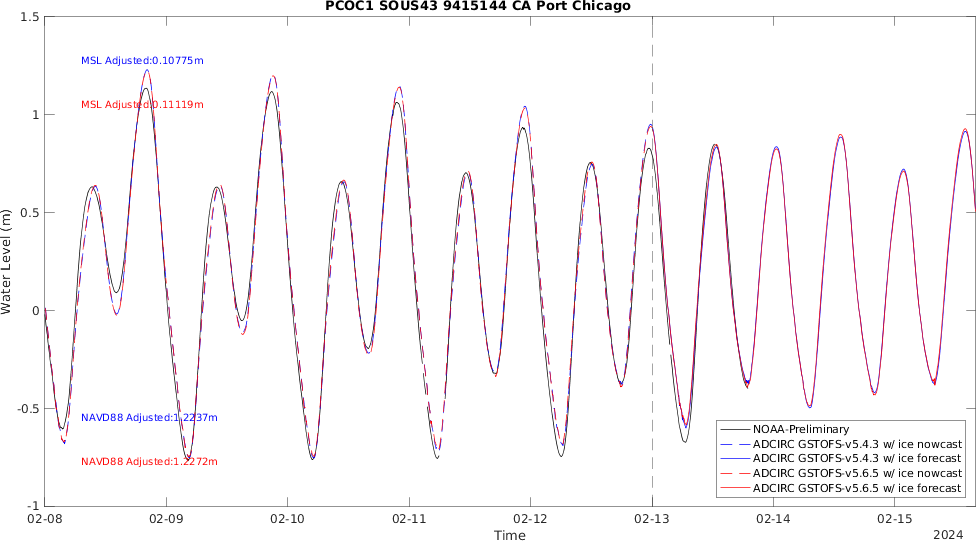 PCOC1 SOUS43 9415144 CA Port Chicago
1.5
1
0.5
0
-0.5
-1
Water Level (m)
MSL Adjusted:0.10775m
MSL Adjusted:0.11119m
NAVD88 Adjusted:1.2237m
NAVD88 Adjusted:1.2272m
NOAA-Preliminary
ADCIRC GSTOFS-v5.4.3 w/ ice nowcast
ADCIRC GSTOFS-v5.4.3 w/ ice forecast
ADCIRC GSTOFS-v5.6.5 w/ ice nowcast
ADCIRC GSTOFS-v5.6.5 w/ ice forecast
02-08 02-09 02-10 02-11 02-12 02-13 02-14 02-15
Time
2024